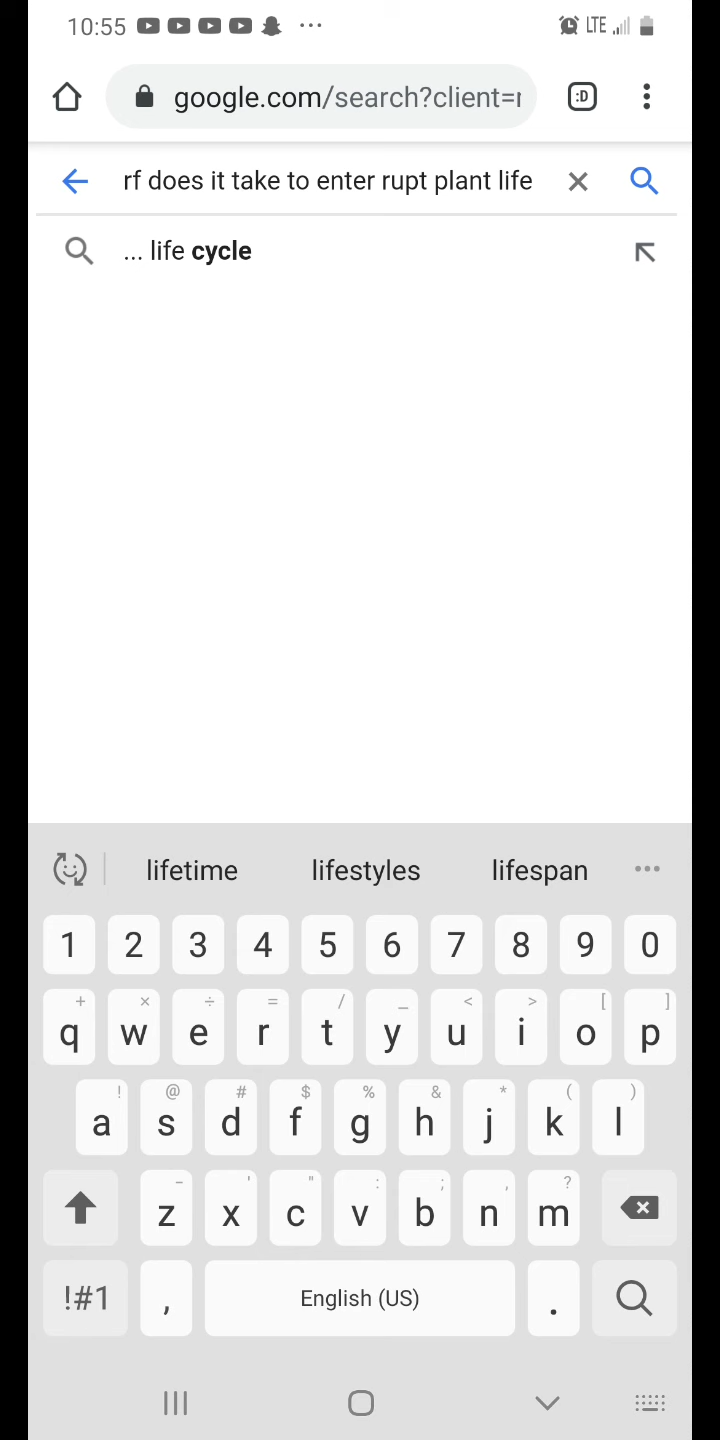 10:55 ... LTE
google.com/search?client=r :D
rf does it take to enter rupt plant life
... life cycle
lifetime lifestyles lifespan ...
1 2 3 4 5 6 7 8 9 0
+ × ÷ = / _ < > [ ]
q w e r t y u i o p
! @ # $ % & * ( )
a s d f g h j k l
- ' " : ; , ?
z x c v b n m
!#1 , English (US) .